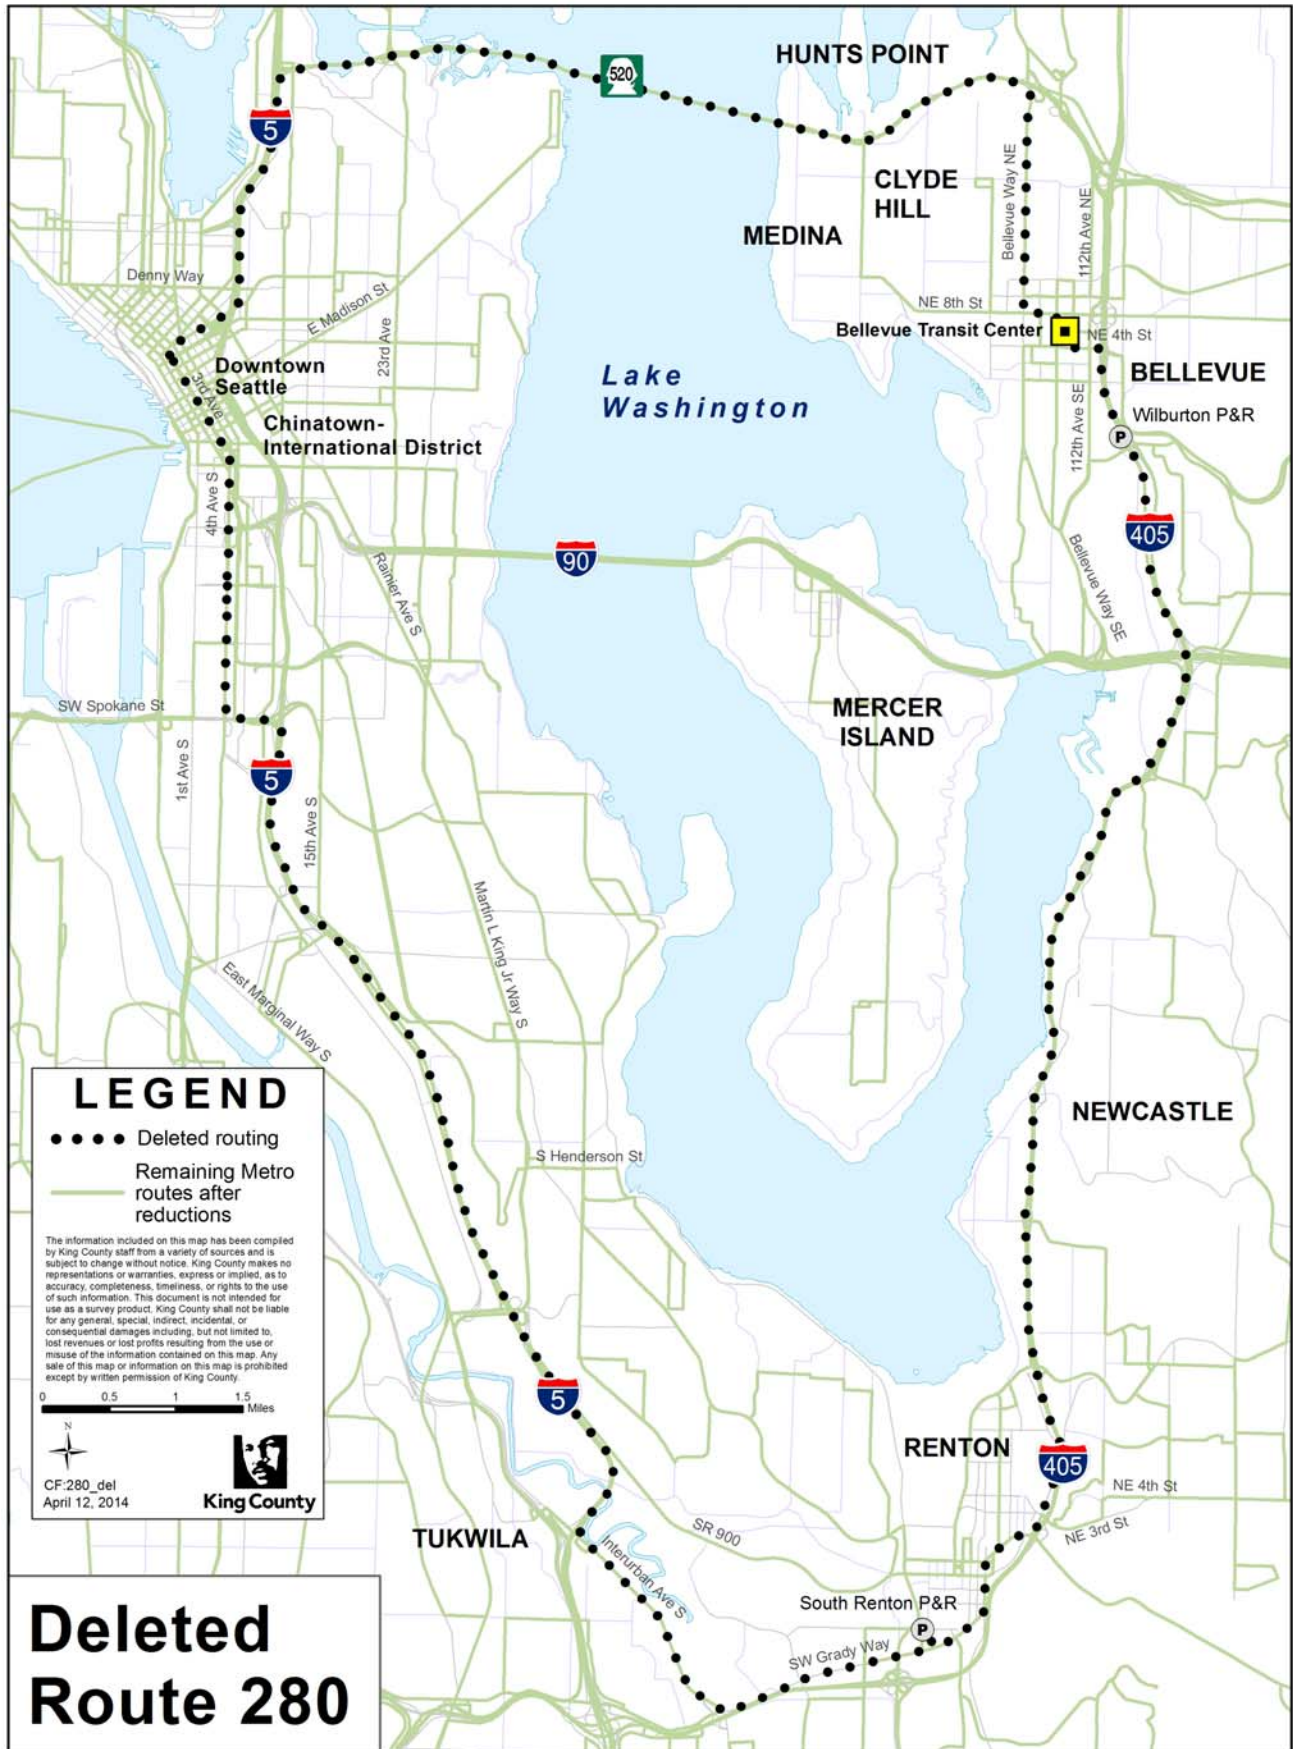 HUNTS POINT
520
5
CLYDE
HILL
MEDINA
Bellevue Way NE
112th Ave NE
Denny Way
E Madison St
23rd Ave
NE 8th St
Bellevue Transit Center
NE 4th St
Downtown
Seattle
3rd Ave
Lake
Washington
BELLEVUE
Wilburton P&R
P
Chinatown-
International District
112th Ave SE
4th Ave S
405
90
Rainier Ave S
Bellevue Way SE
SW Spokane St
MERCER
ISLAND
1st Ave S
5
15th Ave S
Martin L King Jr Way S
East Marginal Way S
NEWCASTLE
S Henderson St
LEGEND
Deleted routing
Remaining Metro
routes after
reductions
The information included on this map has been compiled
by King County staff from a variety of sources and is
subject to change without notice. King County makes no
representations or warranties, express or implied, as to
accuracy, completeness, timeliness, or rights to the use
of such information. This document is not intended for
use as a survey product. King County shall not be liable
for any general, special, indirect, incidental, or
consequential damages including, but not limited to,
lost revenues or lost profits resulting from the use or
misuse of the information contained on this map. Any
sale of this map or information on this map is prohibited
except by written permission of King County.
0 0.5 1 1.5
Miles
N
CF:280_del
April 12, 2014
King County
5
RENTON
405
NE 4th St
NE 3rd St
TUKWILA
SR 900
Interurban Ave S
South Renton P&R
P
SW Grady Way
Deleted
Route 280